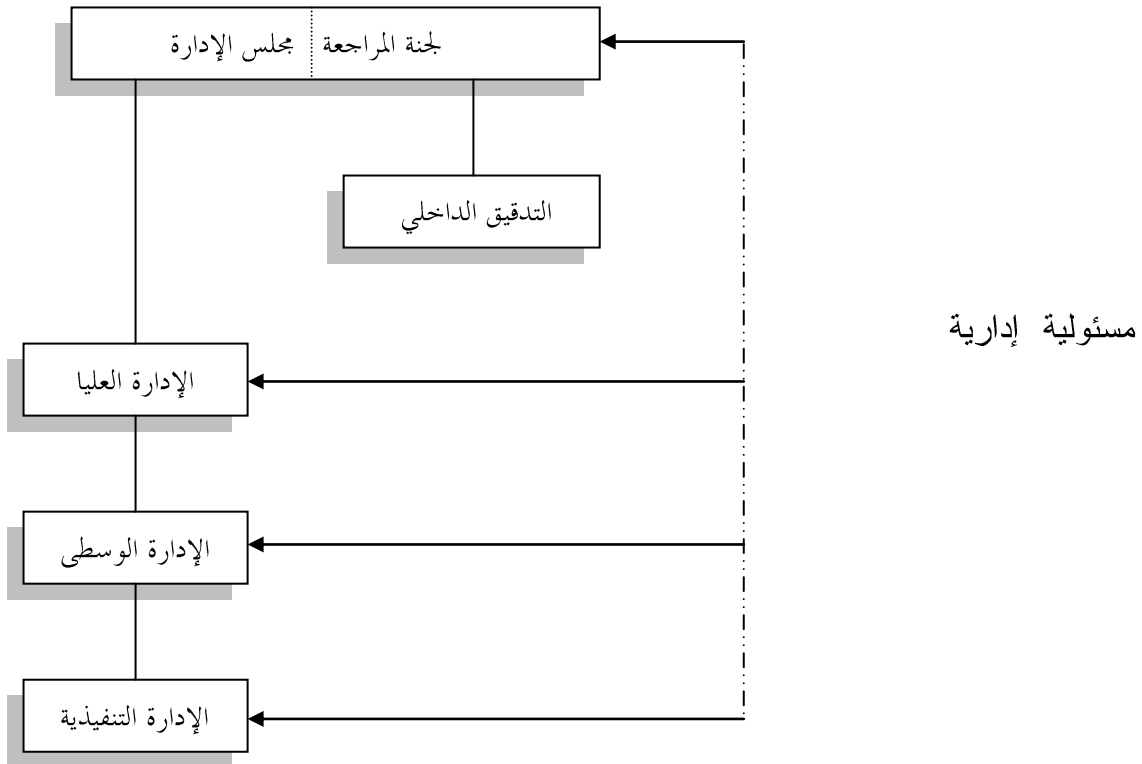 لجنة المراجعة
مجلس الإدارة
التدقيق الداخلي
مسئولية إدارية
الإدارة العليا
الإدارة الوسطى
الإدارة التنفيذية